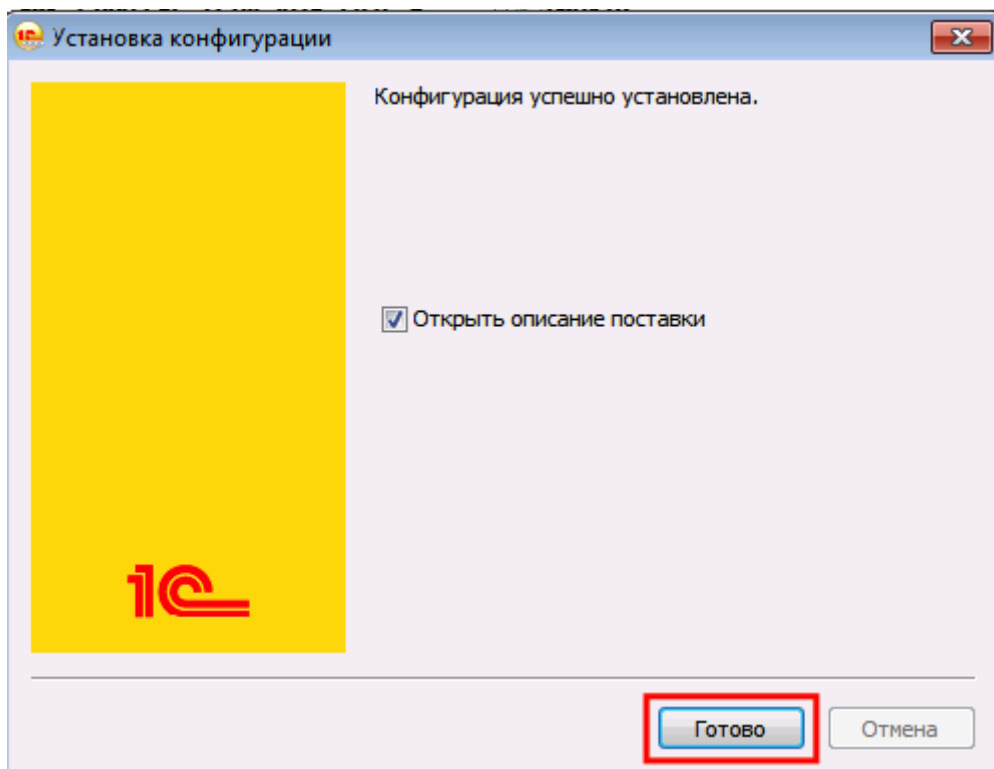 Установка конфигурации
Конфигурация успешно установлена.
Открыть описание поставки
1С
Готово
Отмена